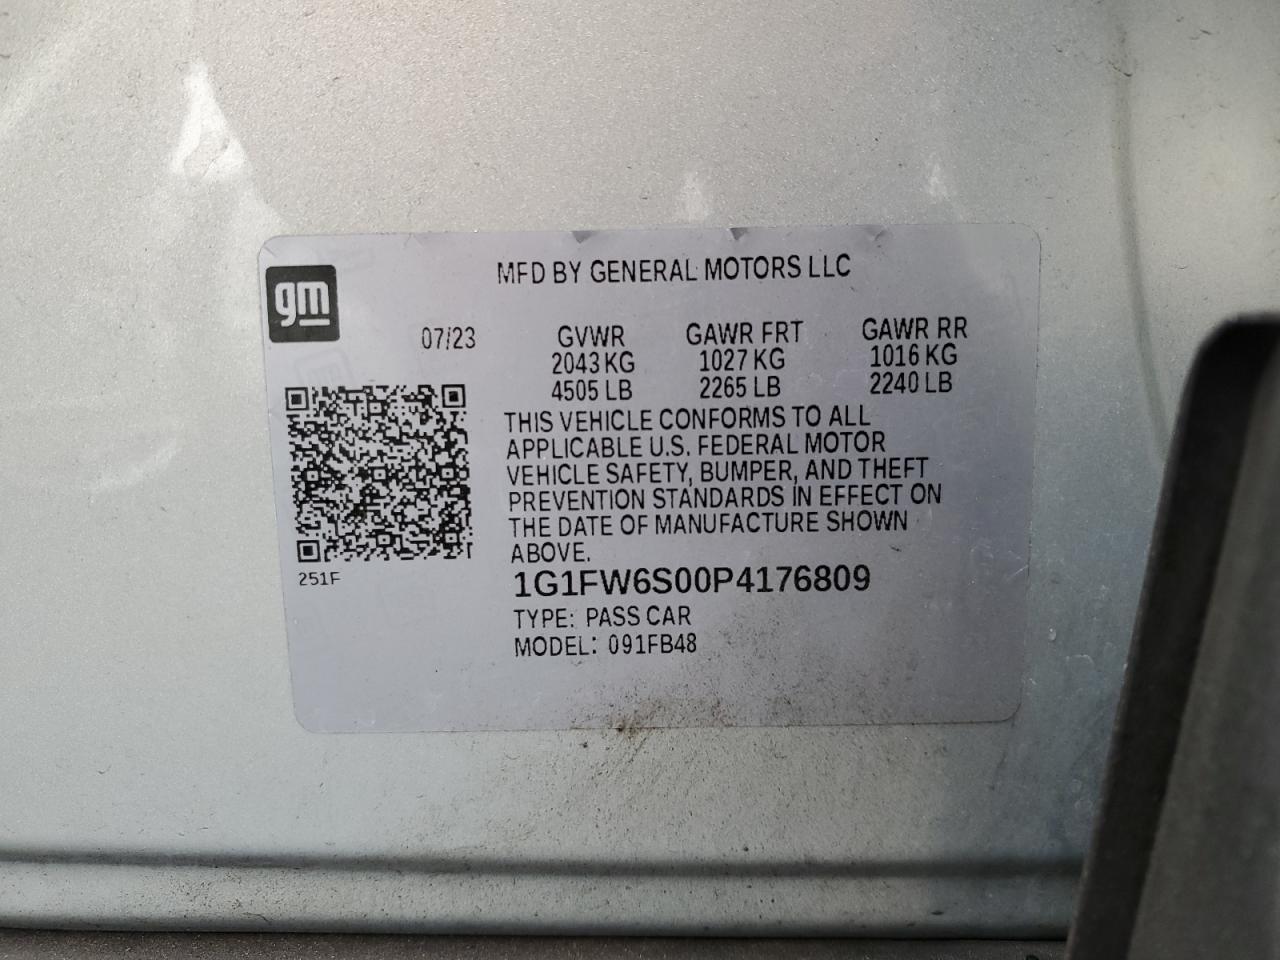 MFD BY GENERAL MOTORS LLC
gm
07/23 GVWR GAWR FRT GAWR RR
2043 KG 1027 KG 1016 KG
4505 LB 2265 LB 2240 LB
THIS VEHICLE CONFORMS TO ALL
APPLICABLE U.S. FEDERAL MOTOR
VEHICLE SAFETY, BUMPER, AND THEFT
PREVENTION STANDARDS IN EFFECT ON
THE DATE OF MANUFACTURE SHOWN
ABOVE.
251F
1G1FW6S00P4176809
TYPE: PASS CAR
MODEL: 091FB48